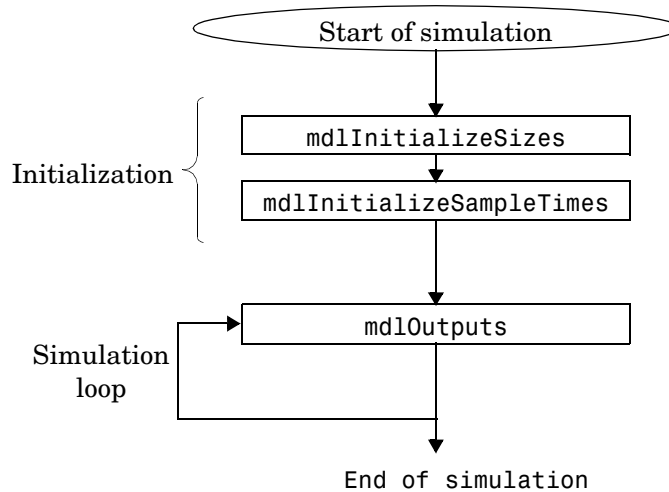 Start of simulation
mdlInitializeSizes
Initialization
mdlInitializeSampleTimes
mdlOutputs
Simulation
loop
End of simulation